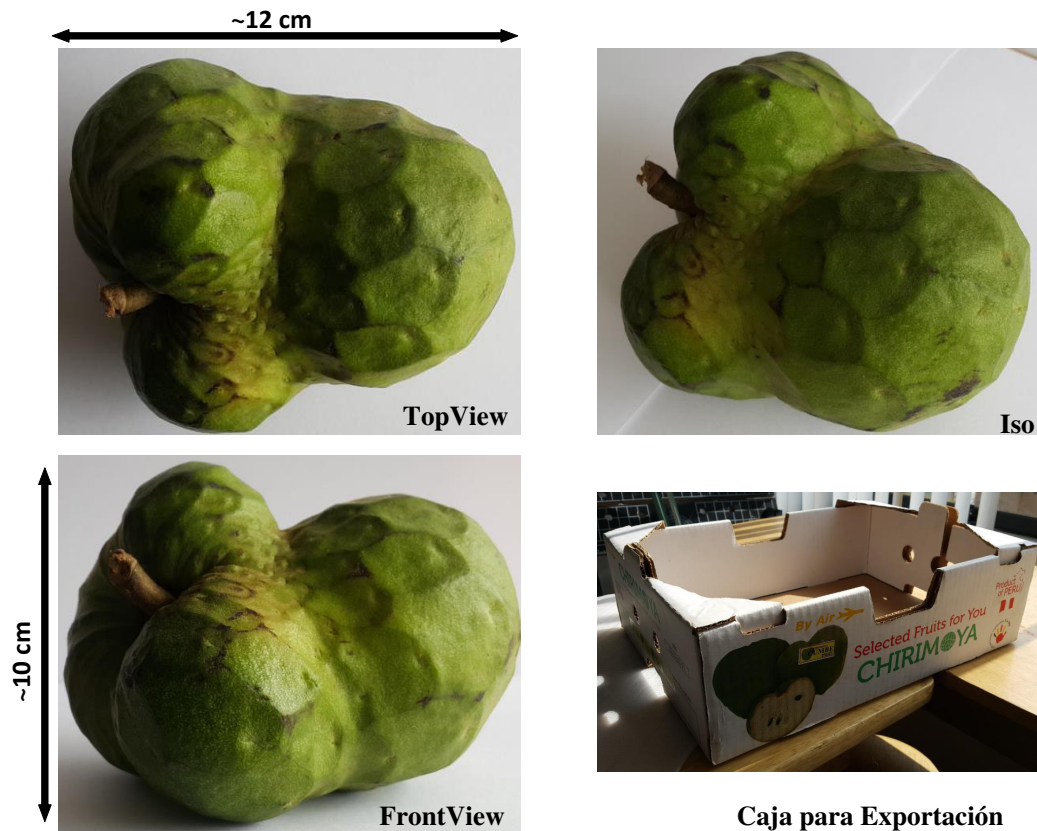 ~12 cm
TopView
Iso
~10 cm
FrontView
CHIRIMOYA
By Air
Selected Fruits for You
CHIRIMOYA
Product
of PERU
Caja para Exportación